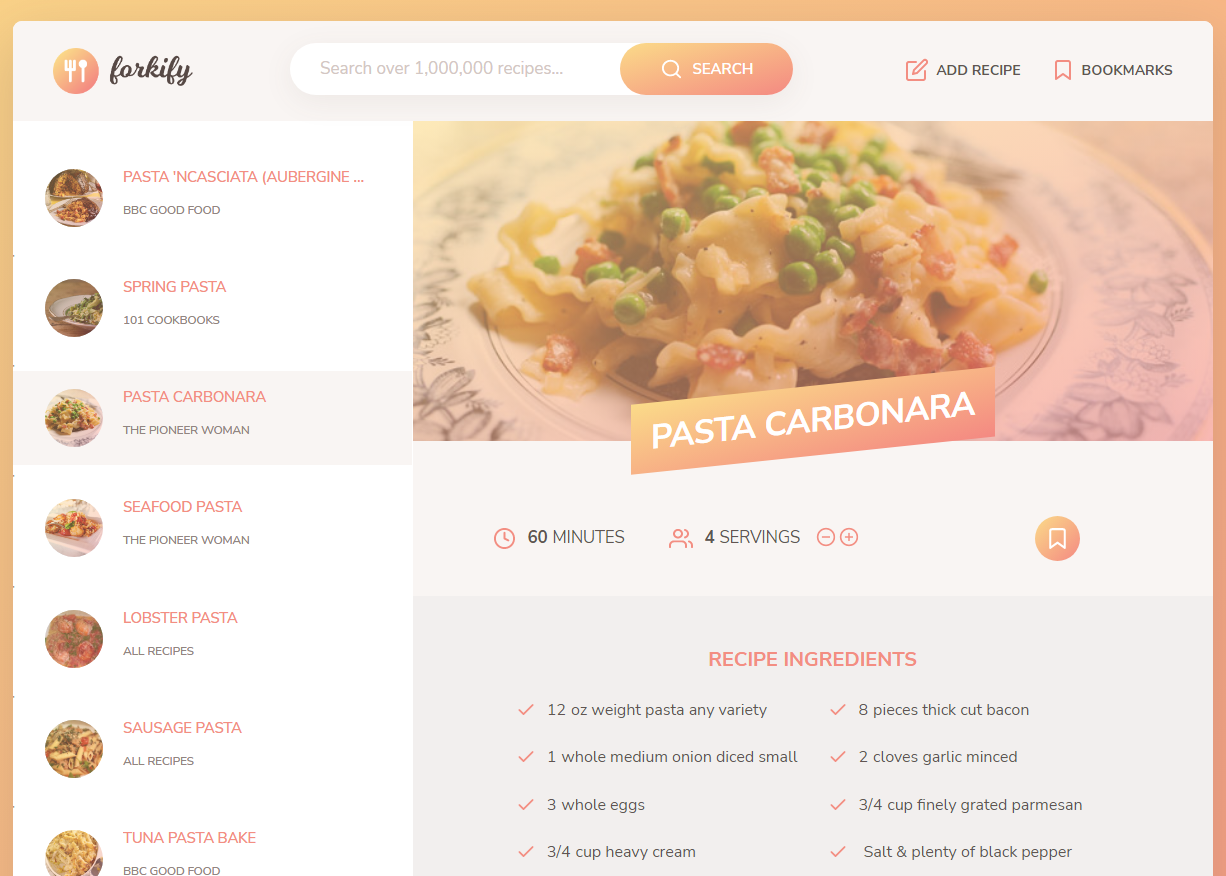 forkify
Search over 1,000,000 recipes...
SEARCH
ADD RECIPE
BOOKMARKS
PASTA 'NCASCIATA (AUBERGINE ...
BBC GOOD FOOD
SPRING PASTA
101 COOKBOOKS
PASTA CARBONARA
THE PIONEER WOMAN
SEAFOOD PASTA
THE PIONEER WOMAN
LOBSTER PASTA
ALL RECIPES
SAUSAGE PASTA
ALL RECIPES
TUNA PASTA BAKE
BBC GOOD FOOD
PASTA CARBONARA
60 MINUTES
4 SERVINGS
RECIPE INGREDIENTS
12 oz weight pasta any variety
8 pieces thick cut bacon
1 whole medium onion diced small
2 cloves garlic minced
3 whole eggs
3/4 cup finely grated parmesan
3/4 cup heavy cream
Salt & plenty of black pepper